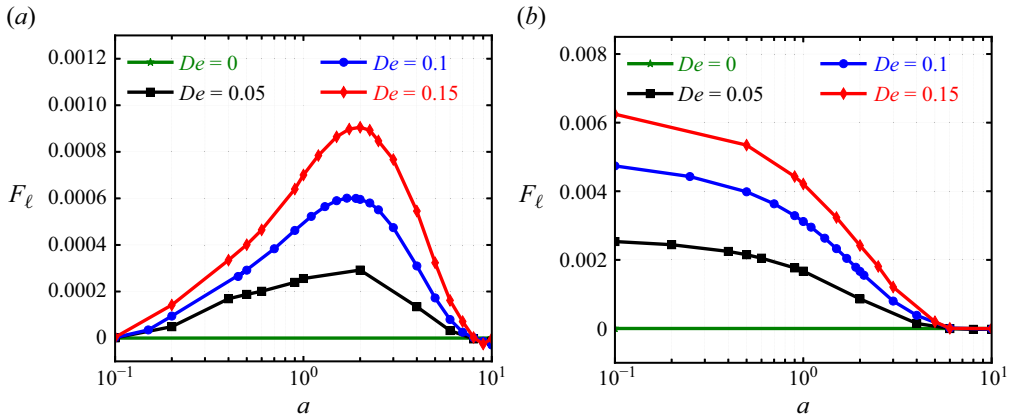 (a)
0.0012
De = 0
De = 0.1
0.0010
De = 0.05
De = 0.15
0.0008
0.0006
Fℓ
0.0004
0.0002
0
10⁻¹
10⁰
10¹
a
(b)
0.008
De = 0
De = 0.1
De = 0.05
De = 0.15
0.006
0.004
Fℓ
0.002
0
10⁻¹
10⁰
10¹
a